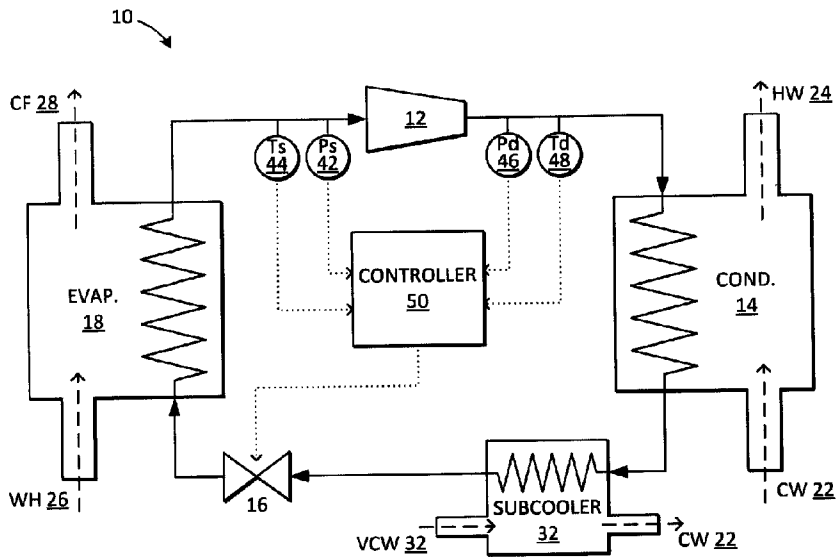 10
CF 28
HW 24
12
Ts
44
Ps
42
Pd
46
Td
48
CONTROLLER
50
EVAP.
18
COND.
14
16
SUBCOOLER
32
WH 26
VCW 32
CW 22
CW 22